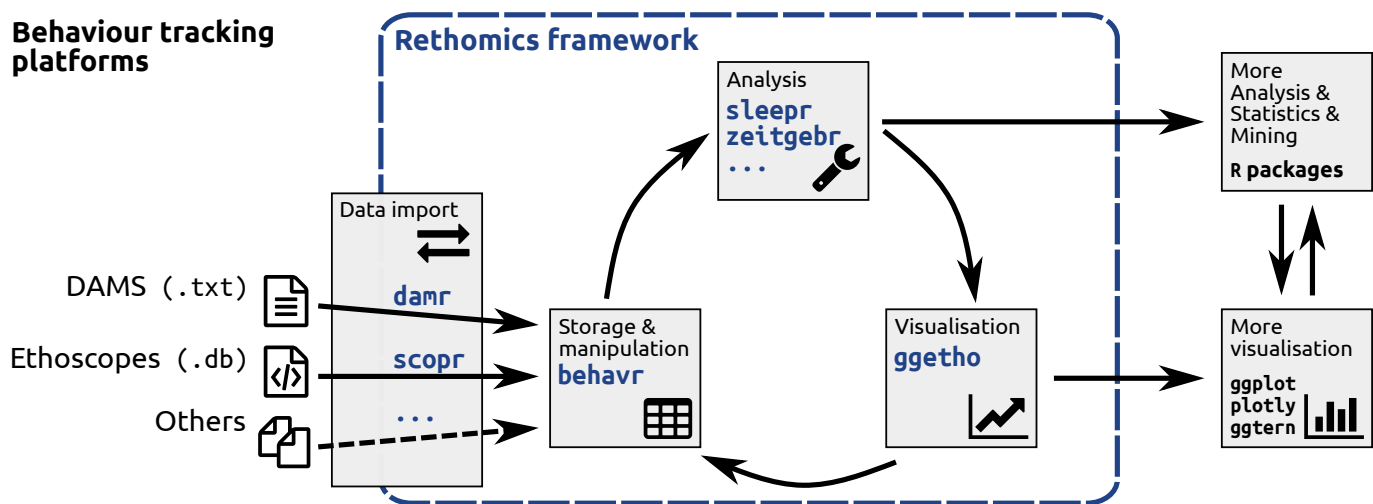 Behaviour tracking
platforms
Rethomics framework
Data import
DAMS (.txt)
damr
Ethoscopes (.db)
scopr
Others
...
Storage &
manipulation
behavr
Analysis
sleepr
zeitgebr
...
Visualisation
ggetho
More
Analysis &
Statistics &
Mining
R packages
More
visualisation
ggplot
plotly
ggtern